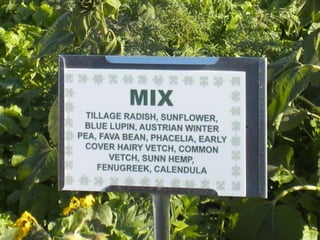 MIX
TILLAGE RADISH, SUNFLOWER,
BLUE LUPIN, AUSTRIAN WINTER
PEA, FAVA BEAN, PHACELIA, EARLY
COVER HAIRY VETCH, COMMON
VETCH, SUNN HEMP,
FENUGREEK, CALENDULA